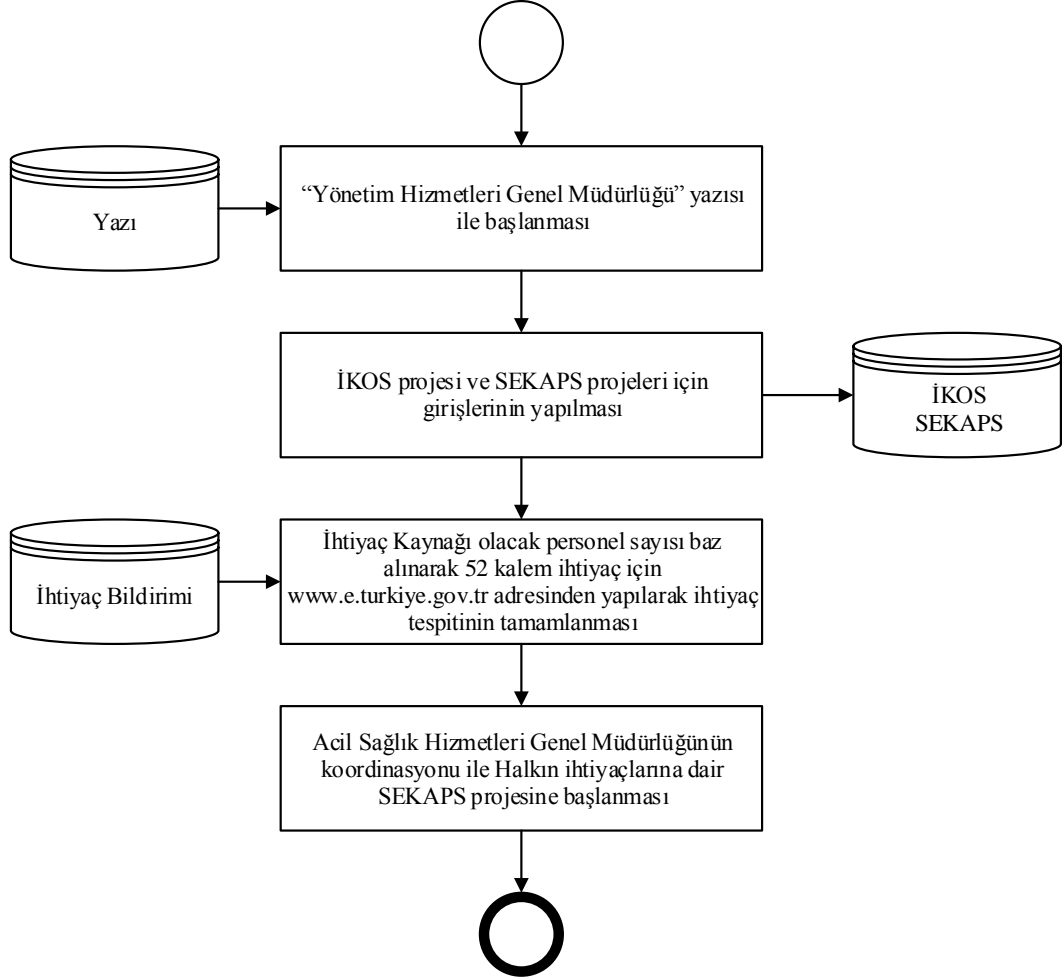 “Yönetim Hizmetleri Genel Müdürlüğü” yazısı
ile başlanması
Yazı
İKOS projesi ve SEKAPS projeleri için
girişlerinin yapılması
İKOS
SEKAPS
İhtiyaç Kaynağı olacak personel sayısı baz
alınarak 52 kalem ihtiyaç için
www.e.turkiye.gov.tr adresinden yapılarak ihtiyaç
tespitinin tamamlanması
İhtiyaç Bildirimi
Acil Sağlık Hizmetleri Genel Müdürlüğünün
koordinasyonu ile Halkın ihtiyaçlarına dair
SEKAPS projesine başlanması